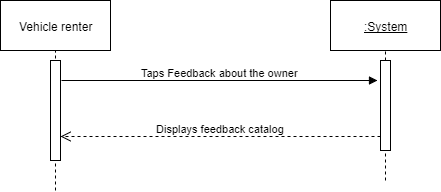 Vehicle renter
:System
Taps Feedback about the owner
Displays feedback catalog